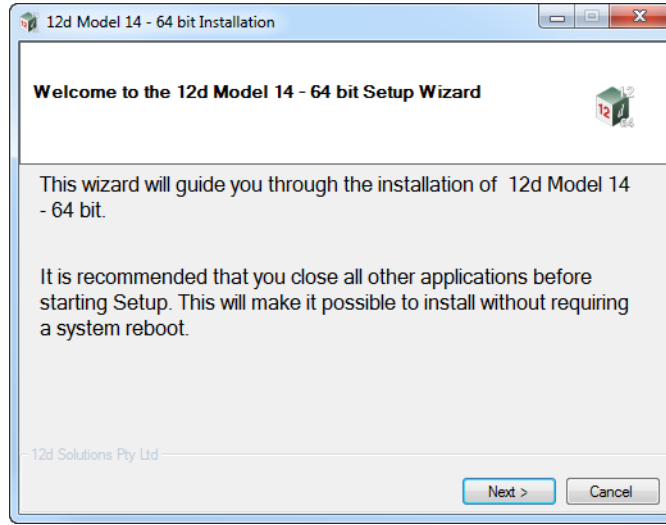 12d Model 14 - 64 bit Installation
Welcome to the 12d Model 14 - 64 bit Setup Wizard
12
12 d
64
This wizard will guide you through the installation of 12d Model 14
- 64 bit.
It is recommended that you close all other applications before
starting Setup. This will make it possible to install without requiring
a system reboot.
12d Solutions Pty Ltd
Next >
Cancel